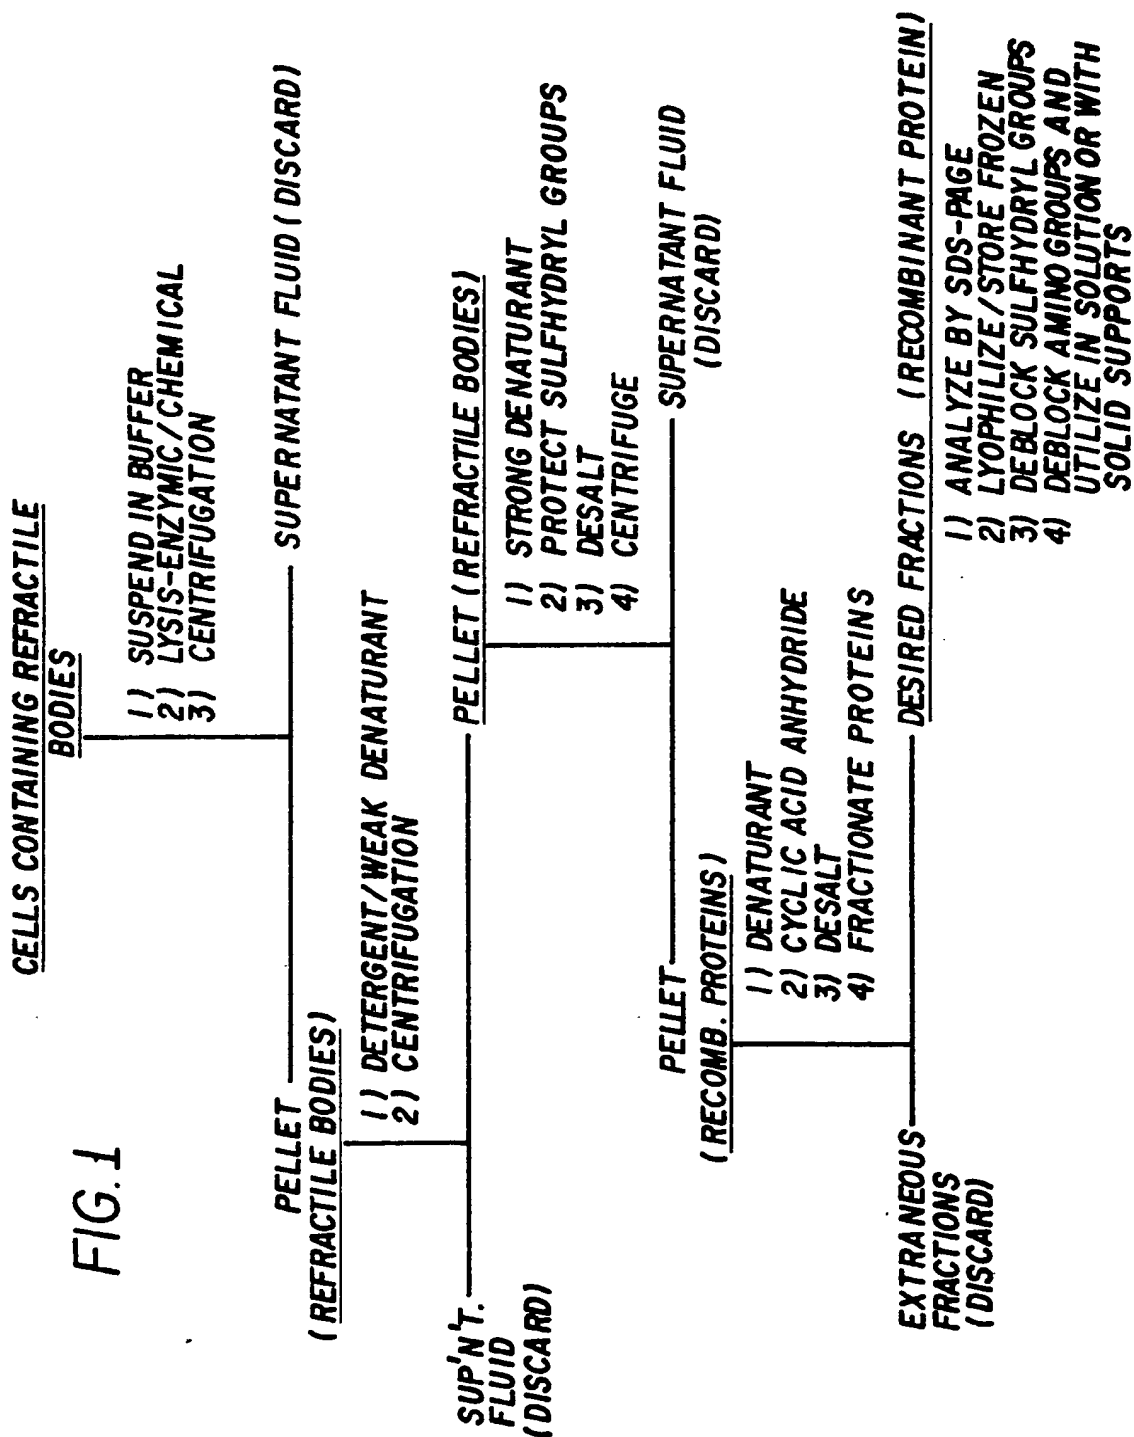 FIG. 1
CELLS CONTAINING REFRACTILE
BODIES
1) SUSPEND IN BUFFER
2) LYSIS-ENZYMIC/CHEMICAL
3) CENTRIFUGATION
PELLET
(REFRACTILE BODIES)
SUPERNATANT FLUID (DISCARD)
1) DETERGENT/WEAK DENATURANT
2) CENTRIFUGATION
SUP'N'T.
FLUID
(DISCARD)
PELLET (REFRACTILE BODIES)
1) STRONG DENATURANT
2) PROTECT SULFHYDRYL GROUPS
3) DESALT
4) CENTRIFUGE
PELLET
(RECOMB. PROTEINS)
SUPERNATANT FLUID
(DISCARD)
1) DENATURANT
2) CYCLIC ACID ANHYDRIDE
3) DESALT
4) FRACTIONATE PROTEINS
EXTRANEOUS
FRACTIONS
(DISCARD)
DESIRED FRACTIONS (RECOMBINANT PROTEIN)
1) ANALYZE BY SDS-PAGE
2) LYOPHILIZE/STORE FROZEN
3) DEBLOCK SULFHYDRYL GROUPS
4) DEBLOCK AMINO GROUPS AND
UTILIZE IN SOLUTION OR WITH
SOLID SUPPORTS